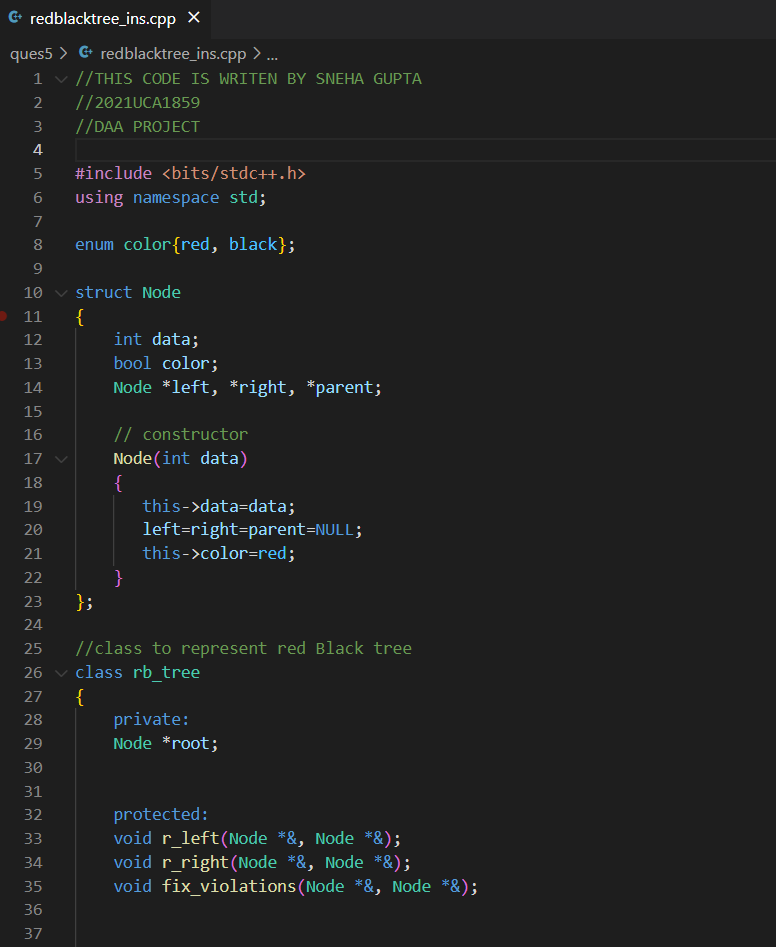 redblacktree_ins.cpp ×
ques5 > redblacktree_ins.cpp > ...
1 //THIS CODE IS WRITEN BY SNEHA GUPTA
2 //2021UCA1859
3 //DAA PROJECT
4
5 #include <bits/stdc++.h>
6 using namespace std;
7
8 enum color{red, black};
9
10 struct Node
11 {
12     int data;
13     bool color;
14     Node *left, *right, *parent;
15
16     // constructor
17     Node(int data)
18     {
19        this->data=data;
20        left=right=parent=NULL;
21        this->color=red;
22     }
23 };
24
25 //class to represent red Black tree
26 class rb_tree
27 {
28     private:
29     Node *root;
30
31
32     protected:
33     void r_left(Node *&, Node *&);
34     void r_right(Node *&, Node *&);
35     void fix_violations(Node *&, Node *&);
36
37